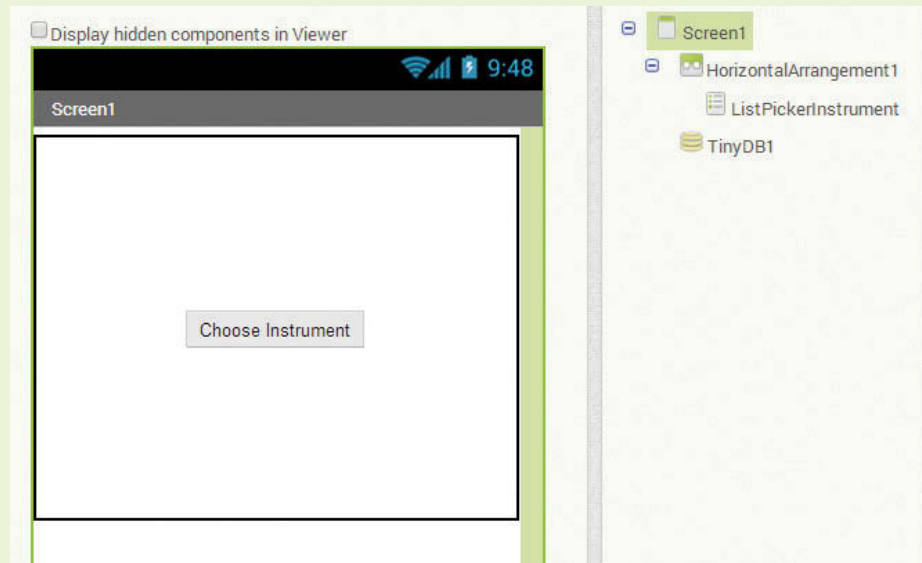 Display hidden components in Viewer
9:48
Screen1
Choose Instrument
Screen1
HorizontalArrangement1
ListPickerInstrument
TinyDB1